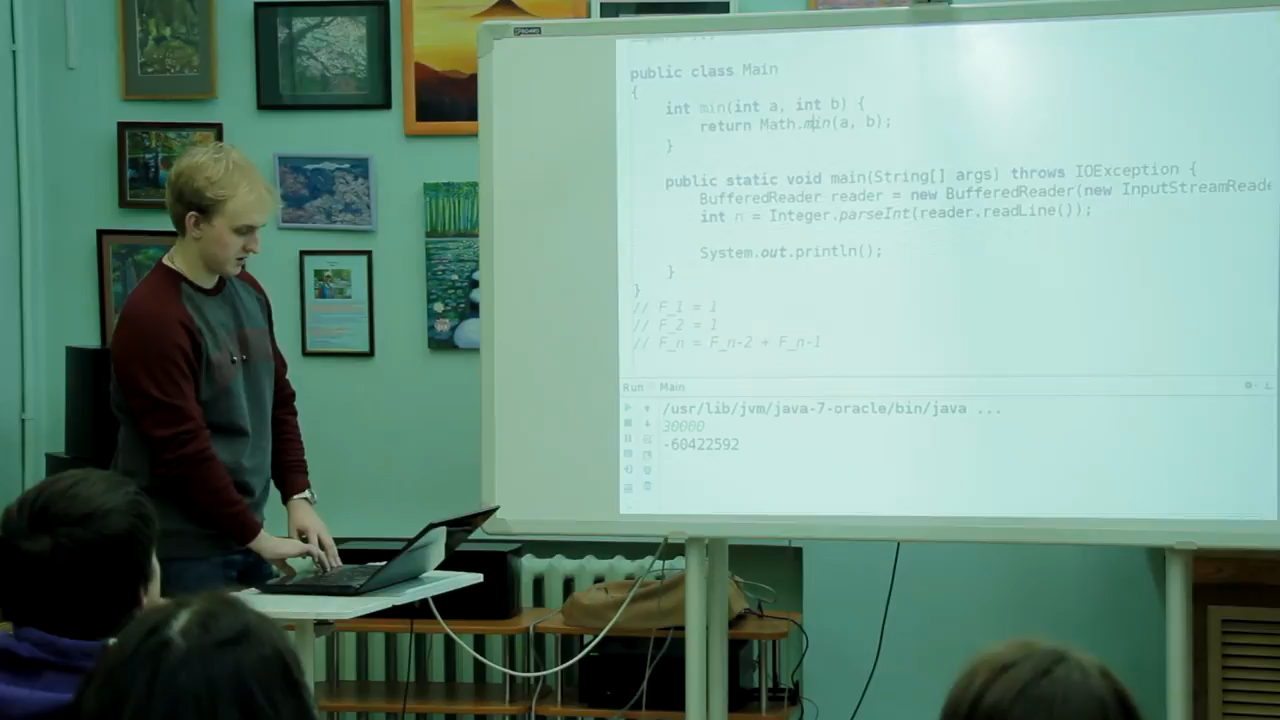 public class Main
{
int min(int a, int b) {
return Math.min(a, b);
}
public static void main(String[] args) throws IOException {
BufferedReader reader = new BufferedReader(new InputStreamReade
int n = Integer.parseInt(reader.readLine());
System.out.println();
}
}
// F_1 = 1
// F_2 = 1
// F_n = F_n-2 + F_n-1
Run Main
/usr/lib/jvm/java-7-oracle/bin/java ...
30000
-60422592